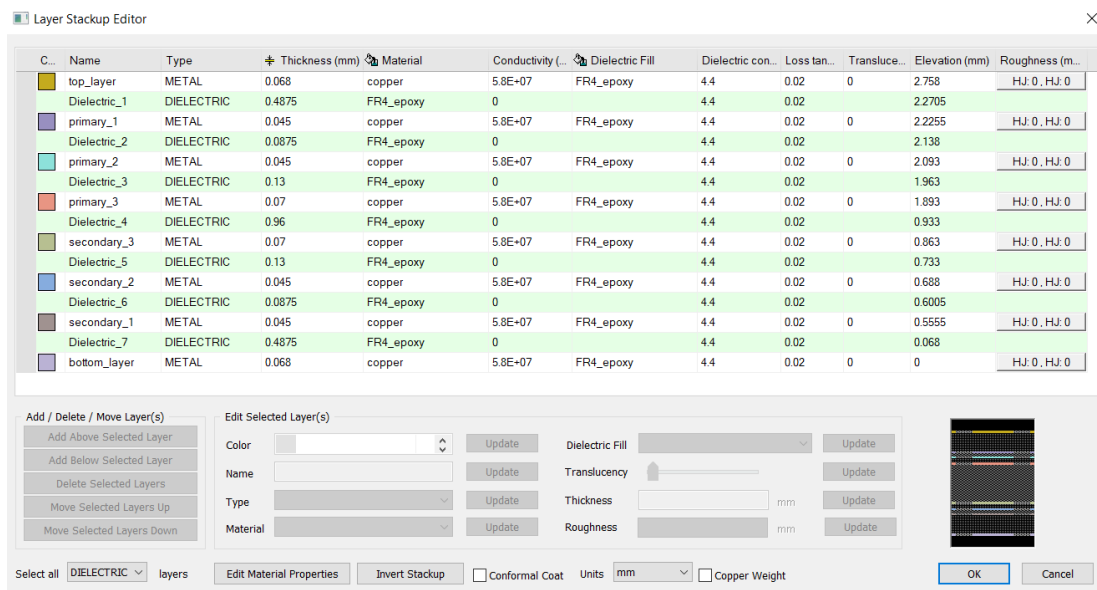 Layer Stackup Editor
C... Name Type Thickness (mm) Material Conductivity (... Dielectric Fill Dielectric con... Loss tan... Transluce... Elevation (mm) Roughness (m...
top_layer METAL 0.068 copper 5.8E+07 FR4_epoxy 4.4 0.02 0 2.758 HJ: 0 , HJ: 0
Dielectric_1 DIELECTRIC 0.4875 FR4_epoxy 0 4.4 0.02 2.2705
primary_1 METAL 0.045 copper 5.8E+07 FR4_epoxy 4.4 0.02 0 2.2255 HJ: 0 , HJ: 0
Dielectric_2 DIELECTRIC 0.0875 FR4_epoxy 0 4.4 0.02 2.138
primary_2 METAL 0.045 copper 5.8E+07 FR4_epoxy 4.4 0.02 0 2.093 HJ: 0 , HJ: 0
Dielectric_3 DIELECTRIC 0.13 FR4_epoxy 0 4.4 0.02 1.963
primary_3 METAL 0.07 copper 5.8E+07 FR4_epoxy 4.4 0.02 0 1.893 HJ: 0 , HJ: 0
Dielectric_4 DIELECTRIC 0.96 FR4_epoxy 0 4.4 0.02 0.933
secondary_3 METAL 0.07 copper 5.8E+07 FR4_epoxy 4.4 0.02 0 0.863 HJ: 0 , HJ: 0
Dielectric_5 DIELECTRIC 0.13 FR4_epoxy 0 4.4 0.02 0.733
secondary_2 METAL 0.045 copper 5.8E+07 FR4_epoxy 4.4 0.02 0 0.688 HJ: 0 , HJ: 0
Dielectric_6 DIELECTRIC 0.0875 FR4_epoxy 0 4.4 0.02 0.6005
secondary_1 METAL 0.045 copper 5.8E+07 FR4_epoxy 4.4 0.02 0 0.5555 HJ: 0 , HJ: 0
Dielectric_7 DIELECTRIC 0.4875 FR4_epoxy 0 4.4 0.02 0.068
bottom_layer METAL 0.068 copper 5.8E+07 FR4_epoxy 4.4 0.02 0 0 HJ: 0 , HJ: 0
Add / Delete / Move Layer(s) Edit Selected Layer(s)
Add Above Selected Layer Color Update Dielectric Fill Update
Add Below Selected Layer Name Update Translucency Update
Delete Selected Layers
Move Selected Layers Up Type Update Thickness mm Update
Move Selected Layers Down Material Update Roughness mm Update
Select all DIELECTRIC layers Edit Material Properties Invert Stackup Conformal Coat Units mm Copper Weight OK Cancel